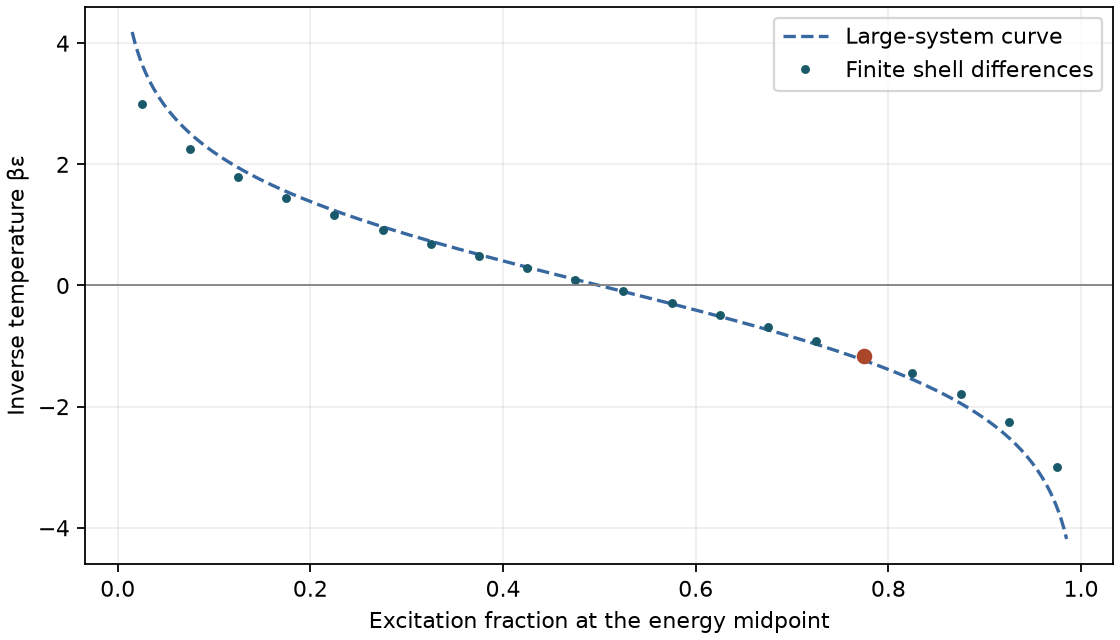 Large-system curve
Finite shell differences
Inverse temperature βε
4
2
0
−2
−4
0.0 0.2 0.4 0.6 0.8 1.0
Excitation fraction at the energy midpoint